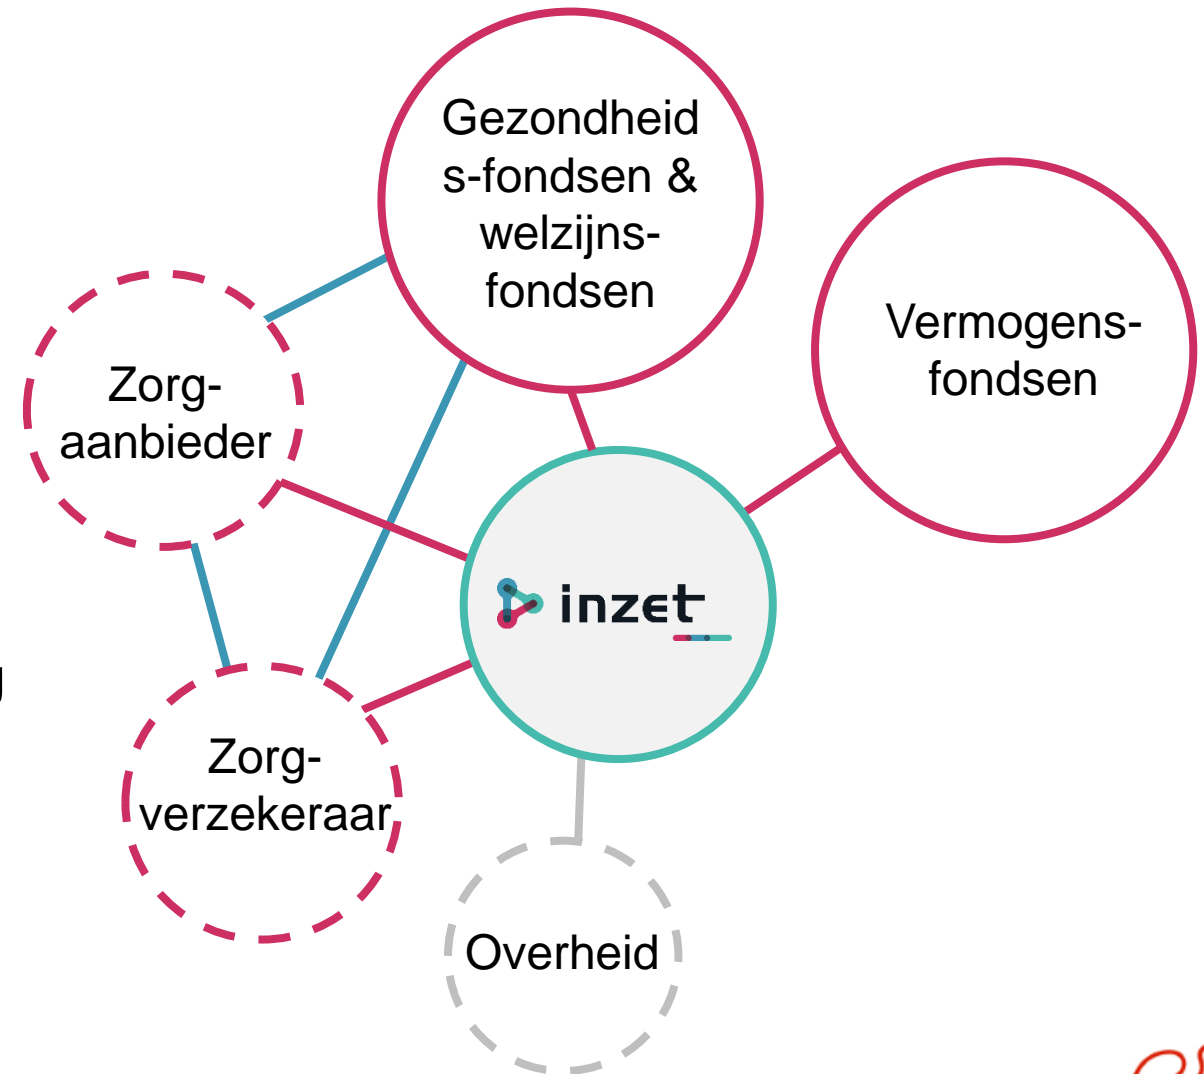 Gezondheid
s-fondsen &
welzijns-
fondsen
Vermogens-
fondsen
Zorg-
aanbieder
inzet
g
Zorg-
verzekeraar
Overheid